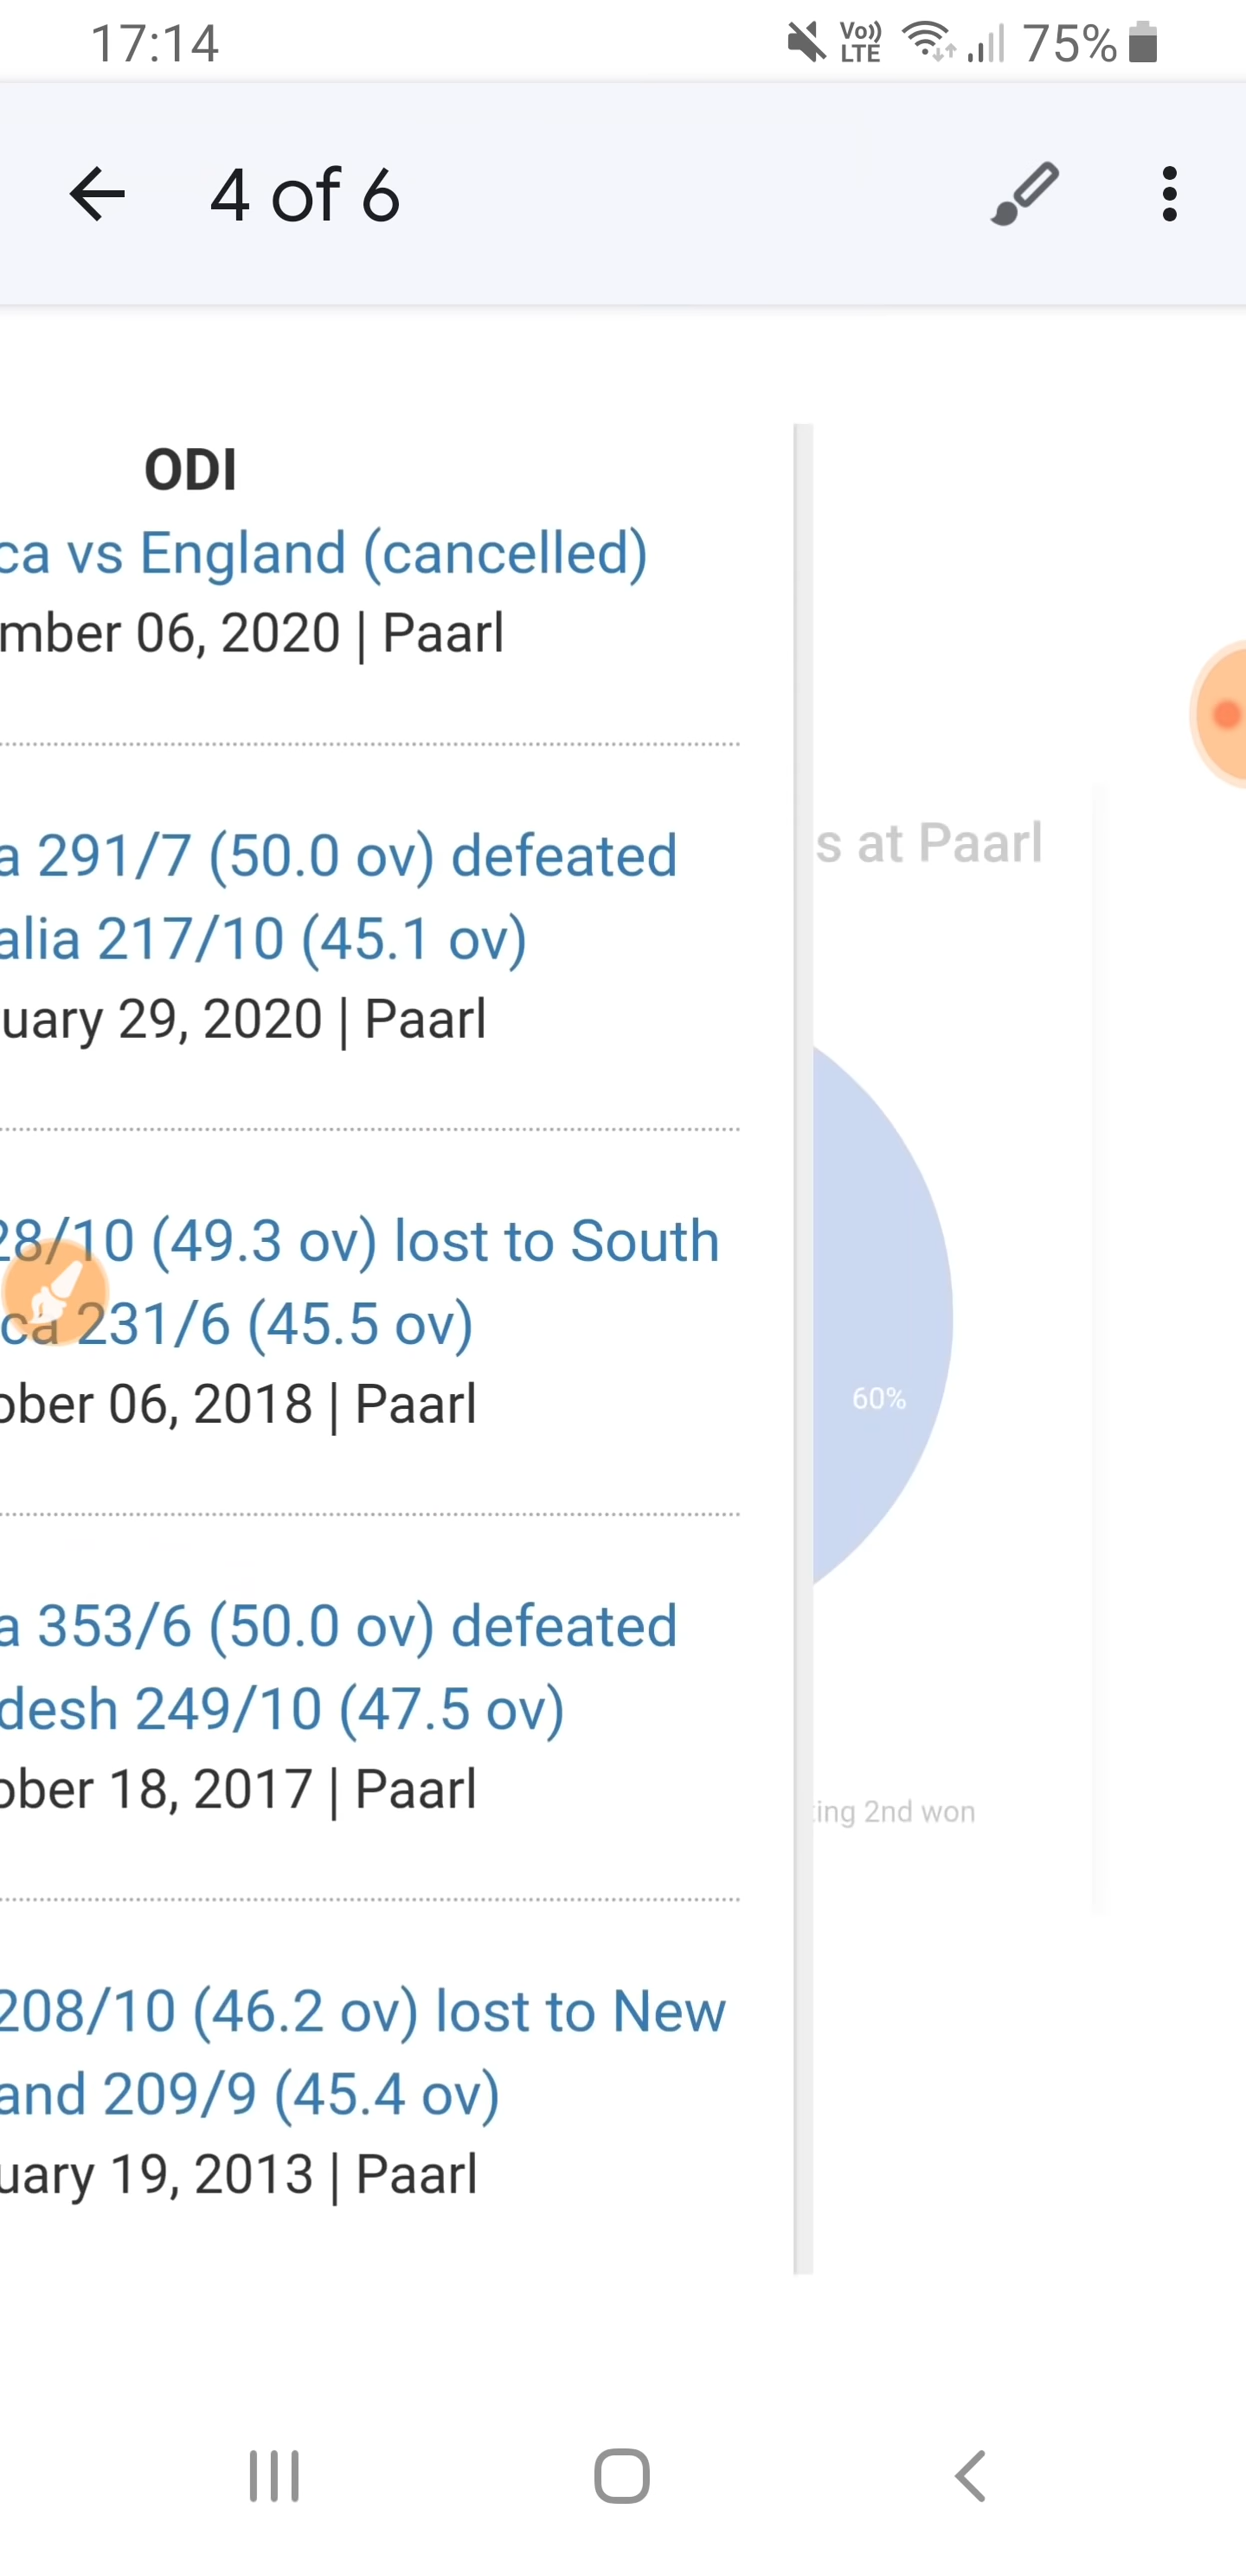 17:14 Vo)) LTE 75%
4 of 6
ODI
ca vs England (cancelled)
mber 06, 2020 | Paarl
a 291/7 (50.0 ov) defeated
alia 217/10 (45.1 ov)
uary 29, 2020 | Paarl
s at Paarl
28/10 (49.3 ov) lost to South
ca 231/6 (45.5 ov)
ober 06, 2018 | Paarl
60%
a 353/6 (50.0 ov) defeated
desh 249/10 (47.5 ov)
ober 18, 2017 | Paarl
ting 2nd won
208/10 (46.2 ov) lost to New
and 209/9 (45.4 ov)
uary 19, 2013 | Paarl